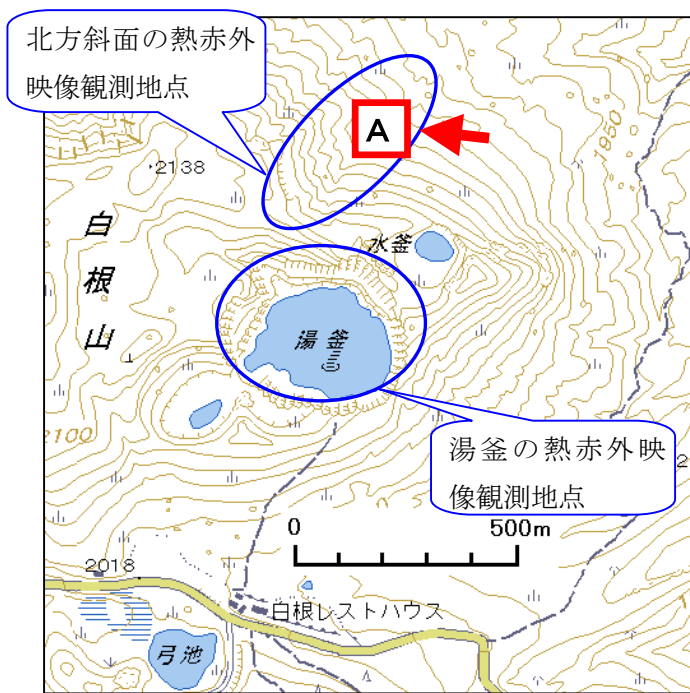 北方斜面の熱赤外
映像観測地点
A
2138
1950
白根山
水釜
湯釜
2100
湯釜の熱赤外映
像観測地点
2
0
500m
2018
白根レストハウス
弓池